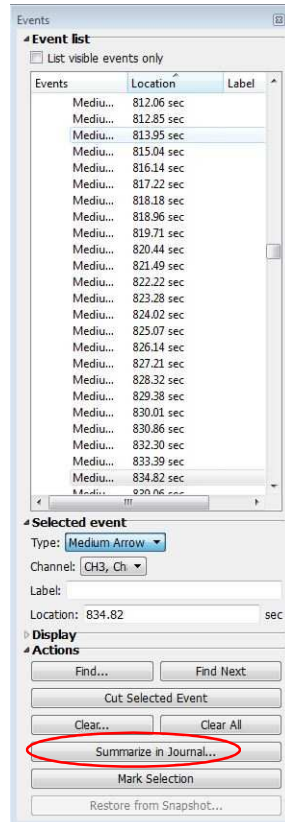 Events
Event list
List visible events only
Events Location Label
Mediu... 812.06 sec
Mediu... 812.85 sec
Mediu... 813.95 sec
Mediu... 815.04 sec
Mediu... 816.14 sec
Mediu... 817.22 sec
Mediu... 818.18 sec
Mediu... 818.96 sec
Mediu... 819.71 sec
Mediu... 820.44 sec
Mediu... 821.49 sec
Mediu... 822.22 sec
Mediu... 823.28 sec
Mediu... 824.02 sec
Mediu... 825.07 sec
Mediu... 826.14 sec
Mediu... 827.21 sec
Mediu... 828.32 sec
Mediu... 829.38 sec
Mediu... 830.01 sec
Mediu... 830.86 sec
Mediu... 832.30 sec
Mediu... 833.39 sec
Mediu... 834.82 sec
Selected event
Type: Medium Arrow
Channel: CH3, Ch
Label:
Location: 834.82 sec
Display
Actions
Find... Find Next
Cut Selected Event
Clear... Clear All
Summarize in Journal...
Mark Selection
Restore from Snapshot...